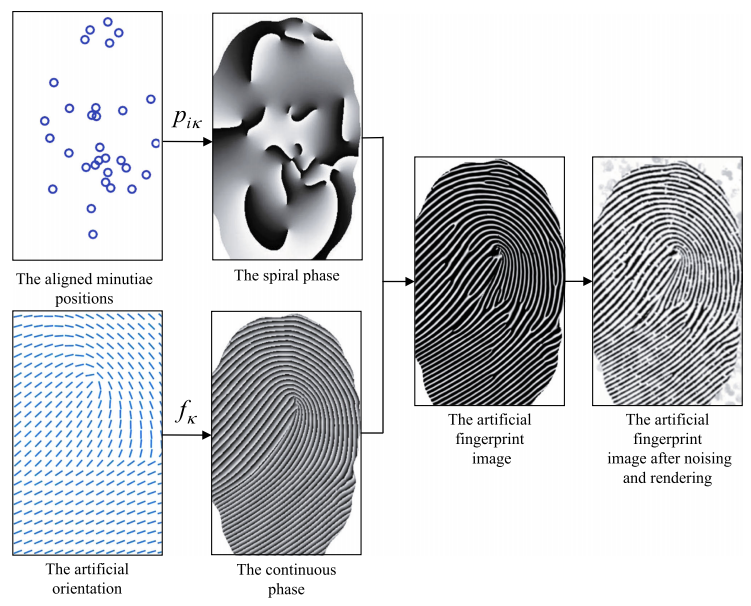 p_{iκ}
The aligned minutiae
positions
The spiral phase
f_κ
The artificial
orientation
The continuous
phase
The artificial
fingerprint
image
The artificial
fingerprint
image after noising
and rendering